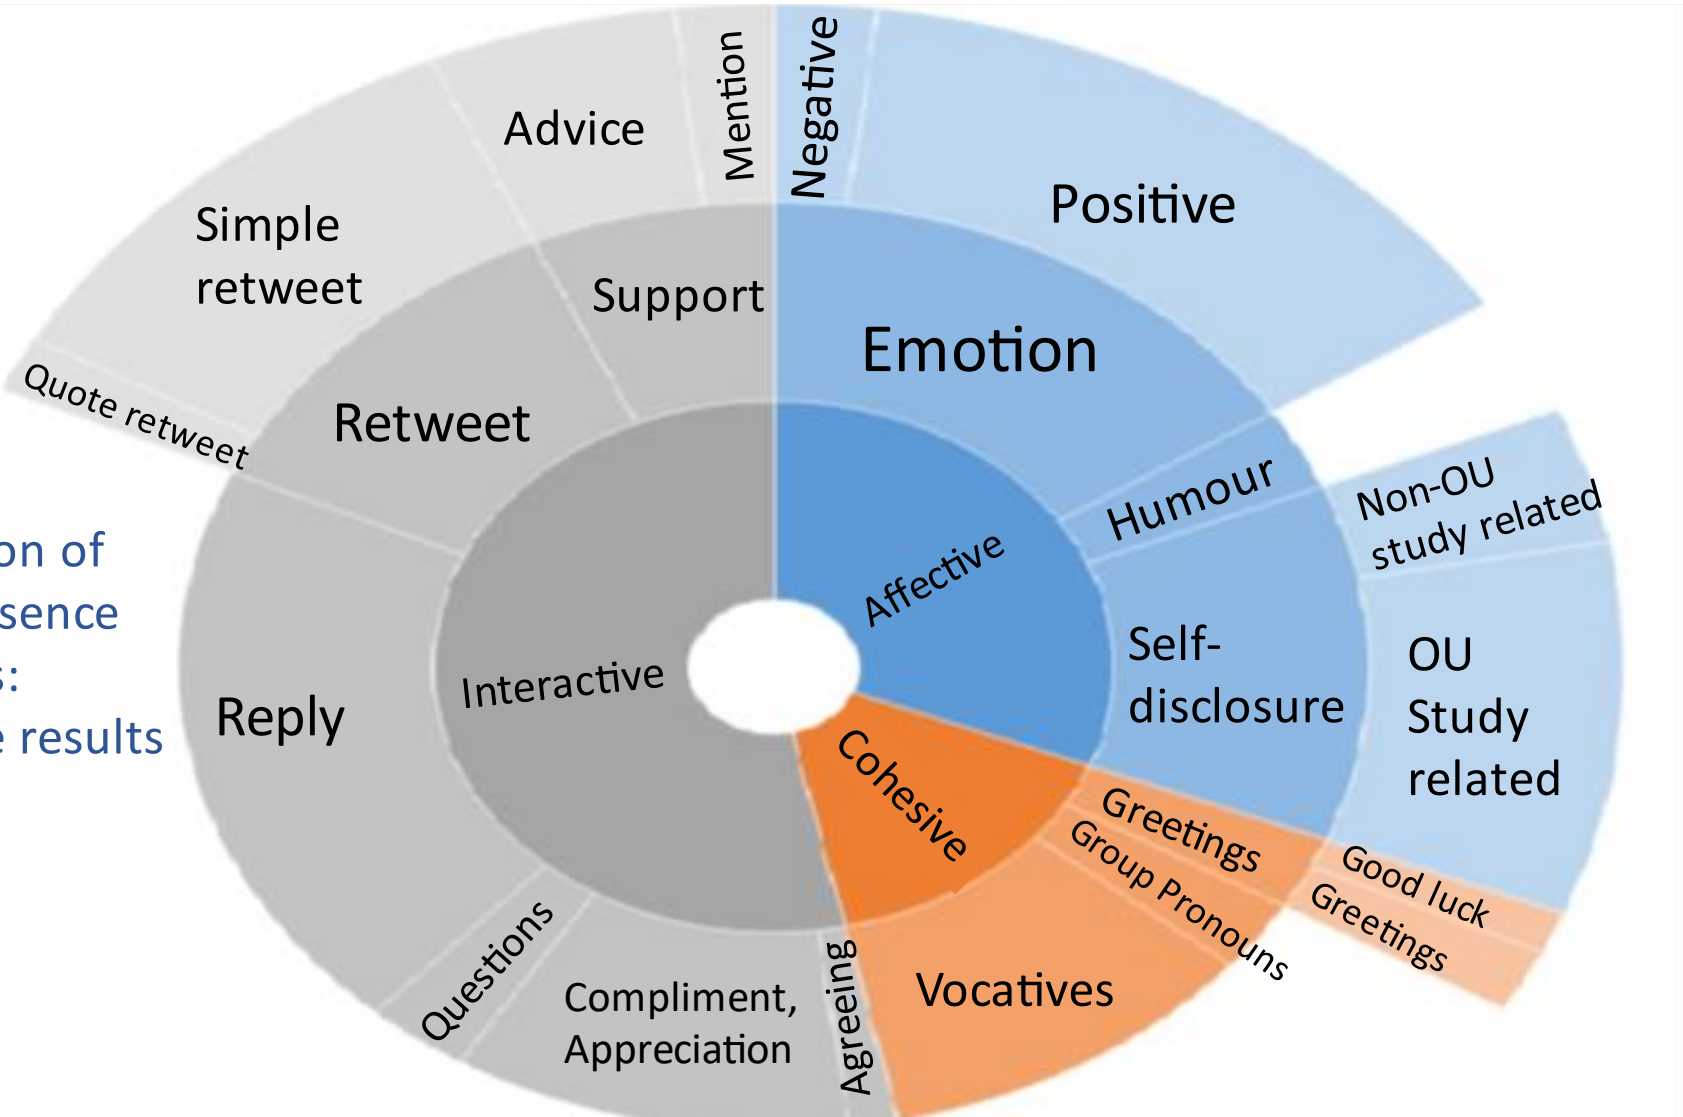 Mention
Negative
Advice
Positive
Simple
retweet
Support
Emotion
Quote retweet
Retweet
Humour
Non-OU
study related
Affective
on of
sence
s:
e results
Interactive
Reply
Self-
disclosure
OU
Study
related
Cohesive
Greetings
Group Pronouns
Good luck
Greetings
Questions
Compliment,
Appreciation
Agreeing
Vocatives